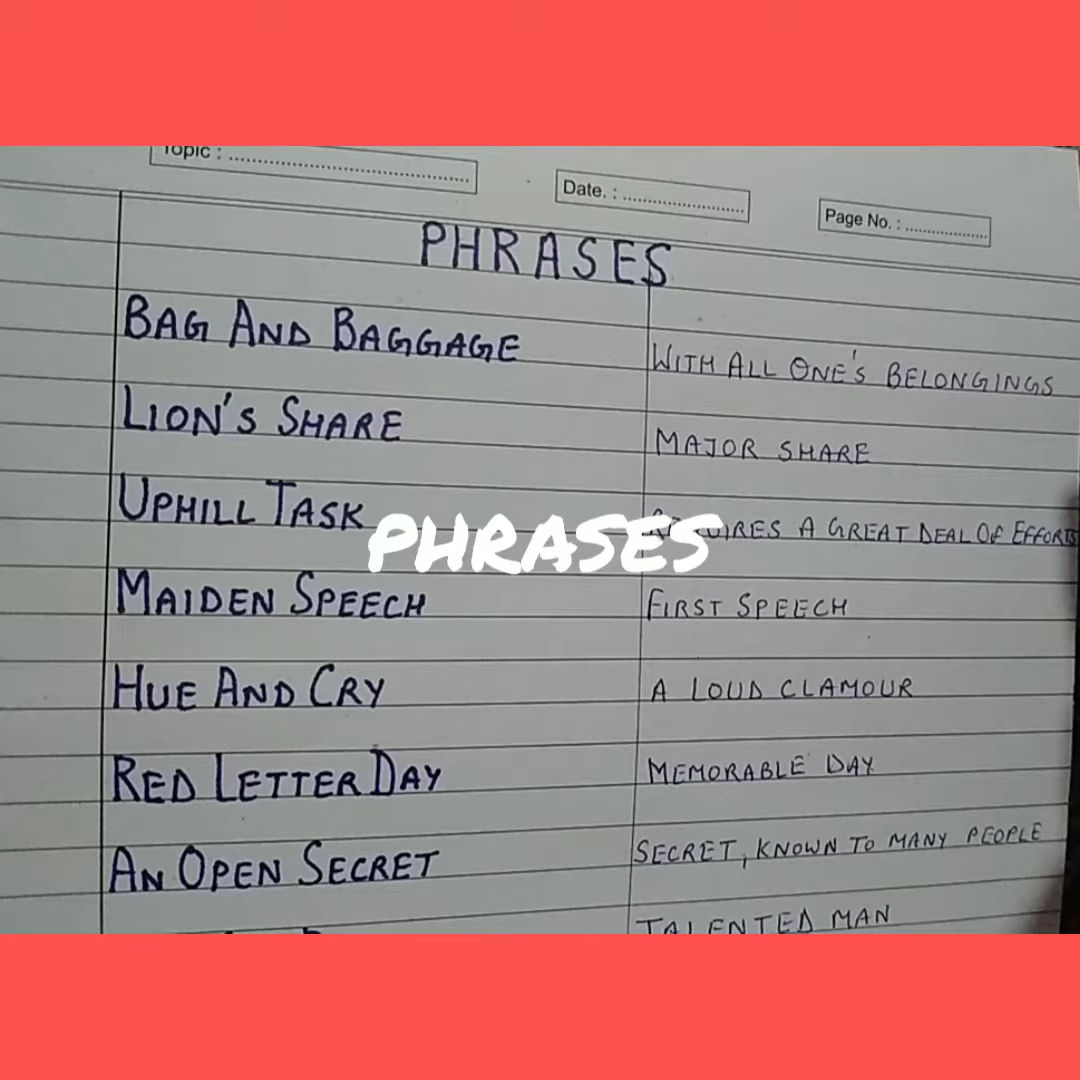 Topic : ............................................
Date. : ..........................
Page No. : ...................
PHRASES
BAG AND BAGGAGE WITH ALL ONE'S BELONGINGS
LION'S SHARE MAJOR SHARE
UPHILL TASK A GREAT DEAL OF EFFORTS
PHRASES
MAIDEN SPEECH FIRST SPEECH
HUE AND CRY A LOUD CLAMOUR
RED LETTER DAY MEMORABLE DAY
AN OPEN SECRET SECRET, KNOWN TO MANY PEOPLE
TALENTED MAN